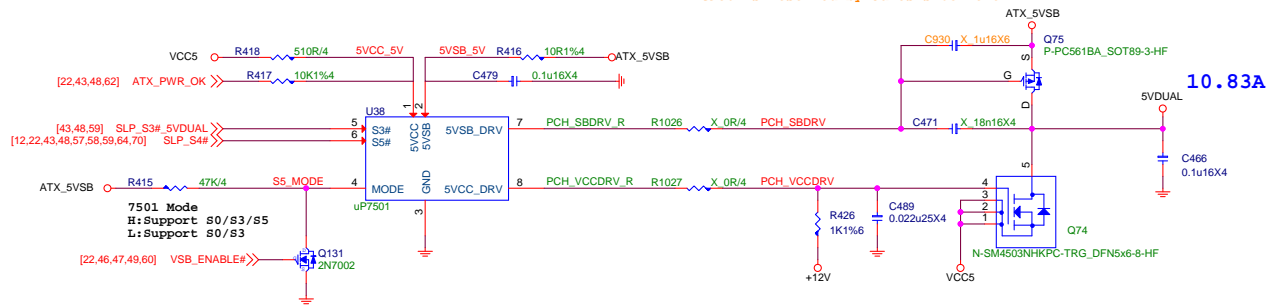 ATX_5VSB
C930 X_1u16X6
Q75
P-PC561BA_SOT89-3-HF
S
G
D
10.83A
5VDUAL
VCC5
R418 510R/4
5VCC_5V
5VSB_5V
R416 10R1%4
ATX_5VSB
[22,43,48,62] ATX_PWR_OK
R417 10K1%4
C479 0.1u16X4
1
2
U38
[43,48,59] SLP_S3#_5VDUAL
[12,22,43,48,57,58,59,64,70] SLP_S4#
5
6
S3#
S5#
5VCC
5VSB
5VSB_DRV
7
PCH_SBDRV_R
R1026 X_0R/4
PCH_SBDRV
C471 X_18n16X4
C466
0.1u16X4
5
ATX_5VSB
R415 47K/4
S5_MODE
4
MODE
GND
5VCC_DRV
8
PCH_VCCDRV_R
R1027 X_0R/4
PCH_VCCDRV
4
3
2
1
uP7501
3
7501 Mode
H:Support S0/S3/S5
L:Support S0/S3
R426
1K1%6
C489
0.022u25X4
Q74
N-SM4503NHKPC-TRG_DFN5x6-8-HF
[22,46,47,49,60] VSB_ENABLE#
Q131
2N7002
+12V
VCC5